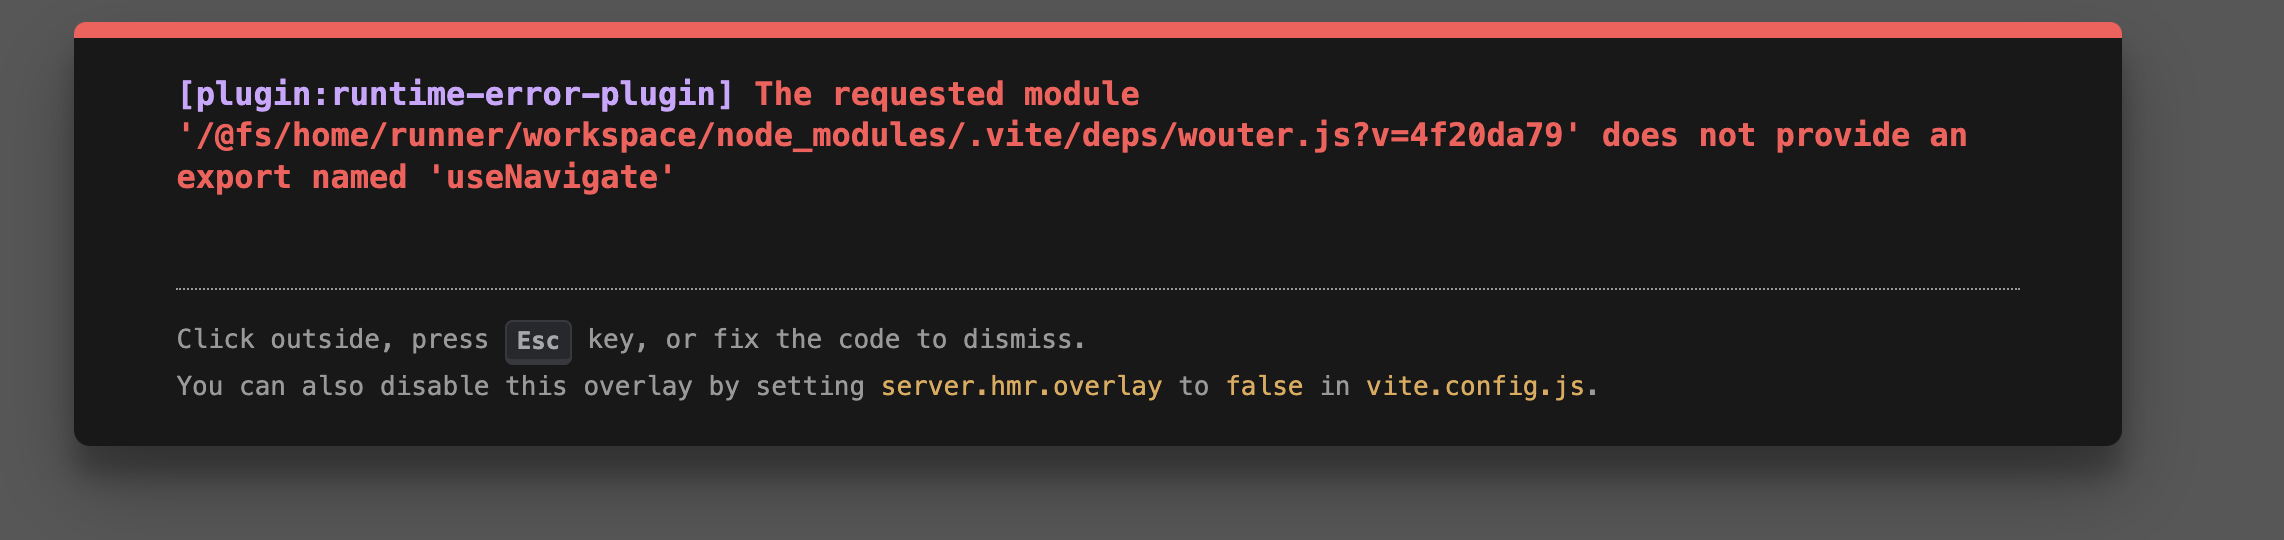 [plugin:runtime-error-plugin] The requested module
'/@fs/home/runner/workspace/node_modules/.vite/deps/wouter.js?v=4f20da79' does not provide an
export named 'useNavigate'
Click outside, press Esc key, or fix the code to dismiss.
You can also disable this overlay by setting server.hmr.overlay to false in vite.config.js.